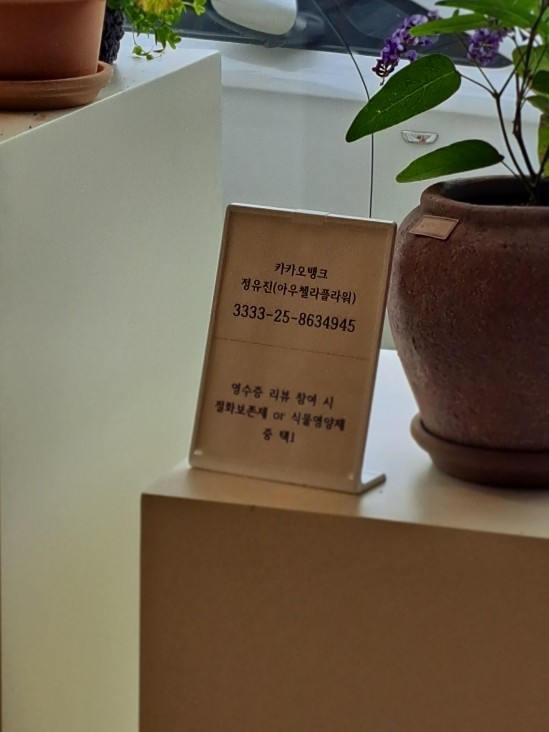 카카오뱅크
정유진(아우첼라플라워)
3333-25-8634945
영수증 리뷰 참여 시
절화보존제 or 식물영양제
중 택1